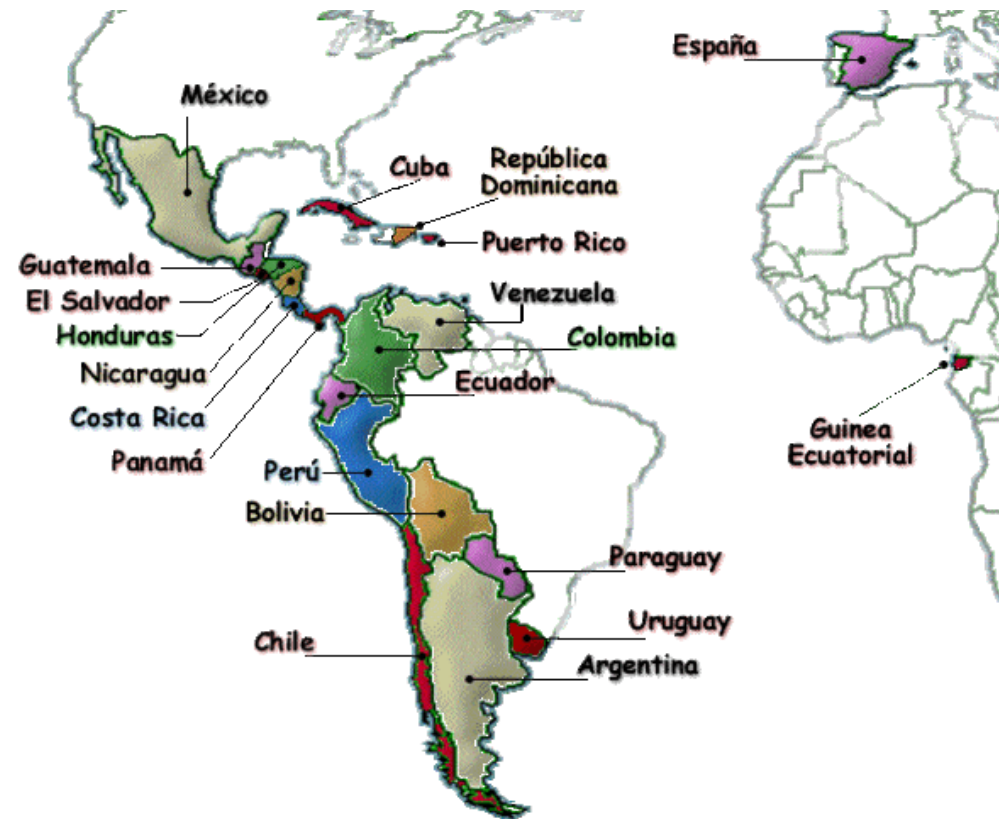 España
México
Cuba
República
Dominicana
Puerto Rico
Guatemala
El Salvador
Honduras
Nicaragua
Costa Rica
Panamá
Venezuela
Colombia
Ecuador
Guinea
Ecuatorial
Perú
Bolivia
Paraguay
Uruguay
Chile
Argentina